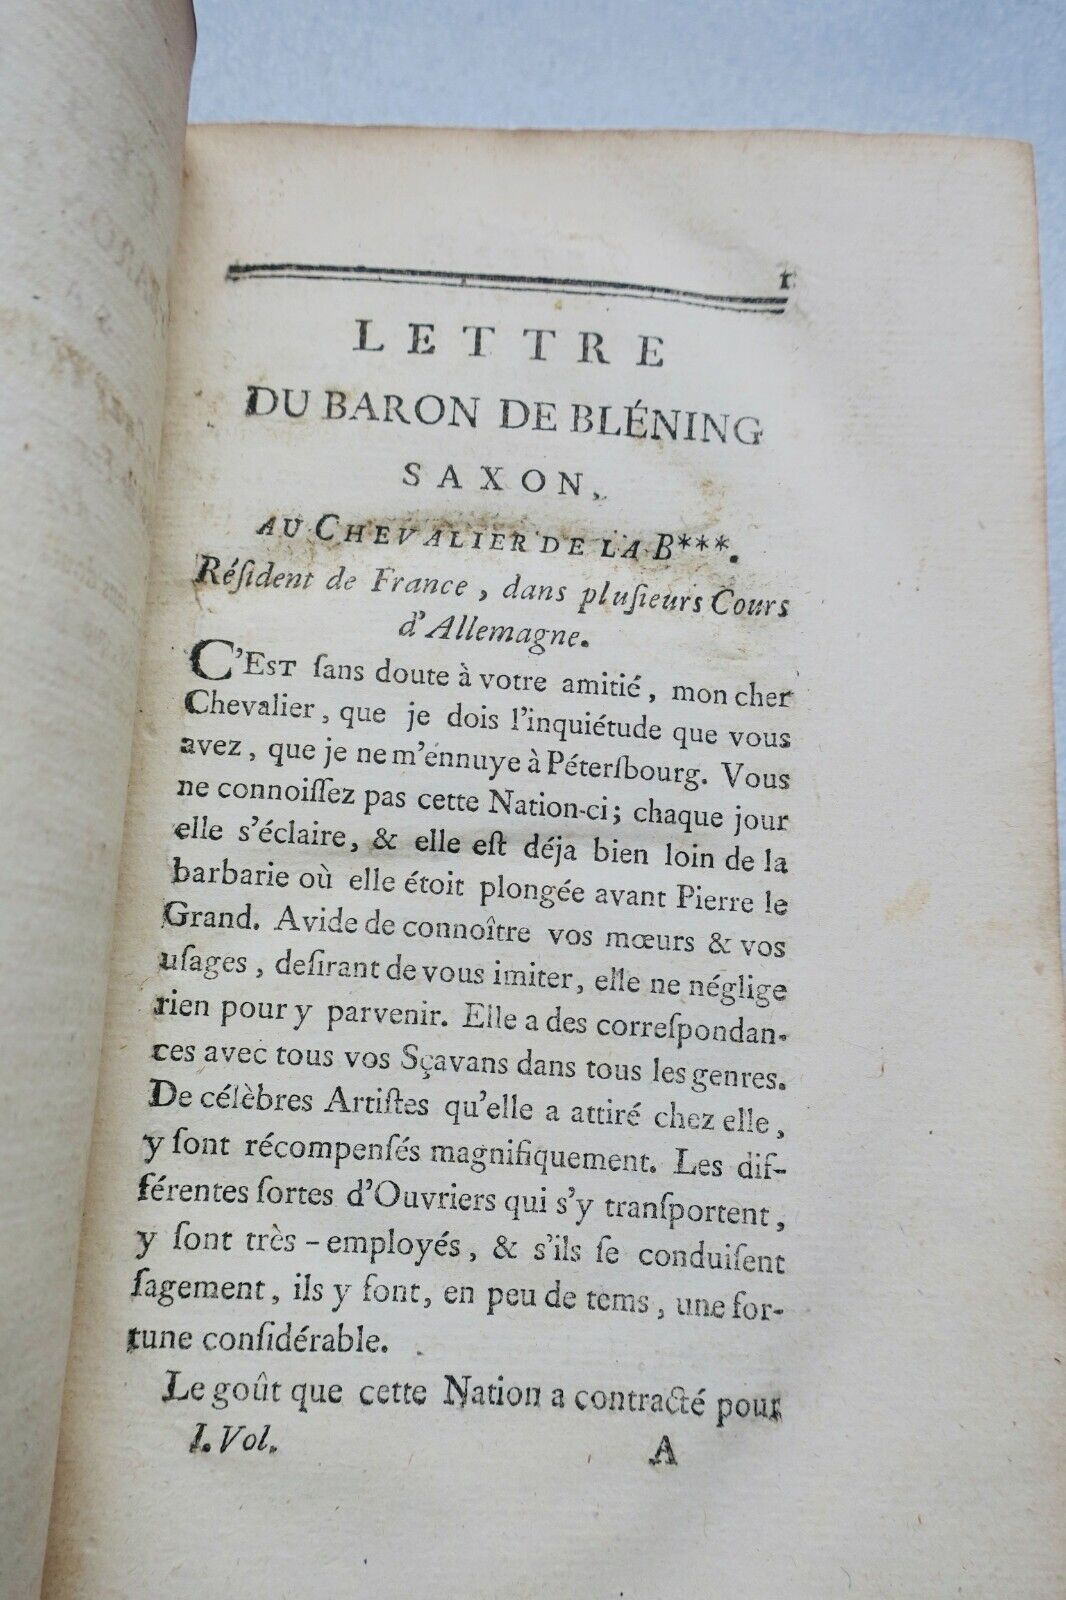 1
LETTRE
DU BARON DE BLÉNING
SAXON,
AU CHEVALIER DE LA B***.
Réſident de France, dans pluſieurs Cours
d'Allemagne.
C'EST ſans doute à votre amitié, mon cher
Chevalier, que je dois l'inquiétude que vous
avez, que je ne m'énnuye à Péterſbourg. Vous
ne connoiſſez pas cette Nation-ci; chaque jour
elle s'éclaire, & elle eſt déja bien loin de la
barbarie où elle étoit plongée avant Pierre le
Grand. Avide de connoître vos mœurs & vos
uſages, deſirant de vous imiter, elle ne néglige
rien pour y parvenir. Elle a des correſpondan-
ces avec tous vos Sçavans dans tous les genres.
De célèbres Artiſtes qu'elle a attiré chez elle,
y ſont récompenſés magnifiquement. Les dif-
férentes ſortes d'Ouvriers qui s'y tranſportent,
y ſont très-employés, & s'ils ſe conduiſent
ſagement, ils y font, en peu de tems, une for-
tune conſidérable.
Le goût que cette Nation a contracté pour
I. Vol. A